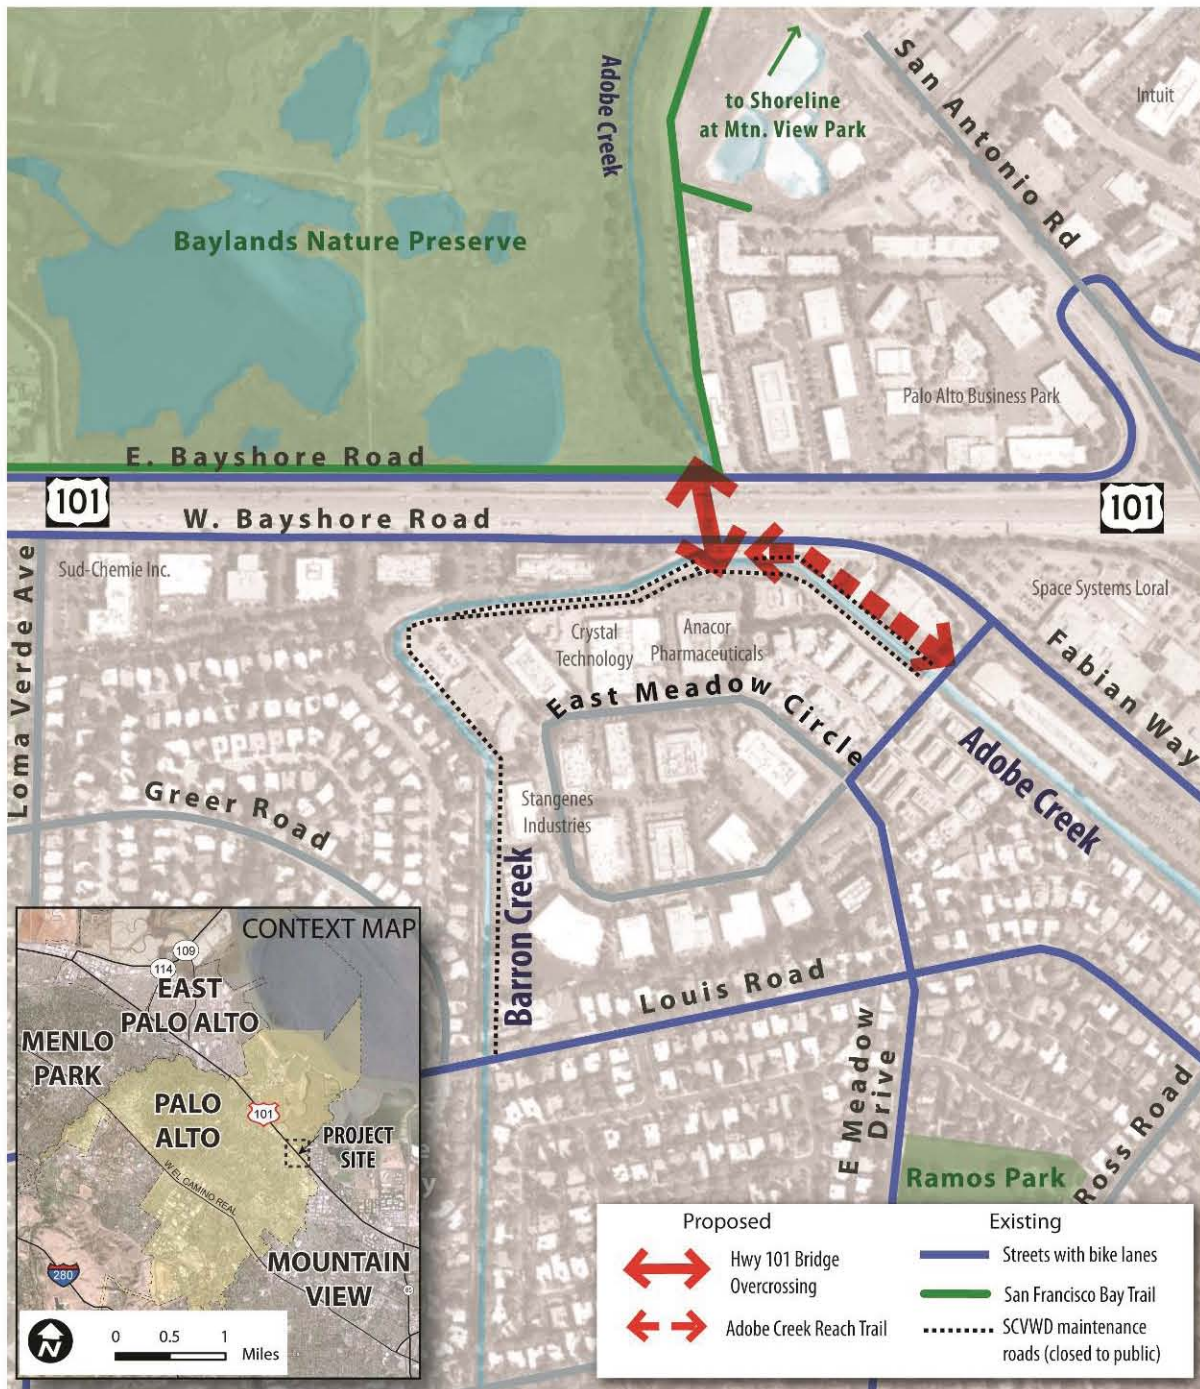 Adobe Creek
to Shoreline
at Mtn. View Park
San Antonio Rd
Intuit
Baylands Nature Preserve
Palo Alto Business Park
E. Bayshore Road
101
101
W. Bayshore Road
Sud-Chemie Inc.
Space Systems Loral
Loma Verde Ave
Crystal
Technology
Anacor
Pharmaceuticals
East Meadow Circle
Fabian Way
Adobe Creek
Greer Road
Stangenes
Industries
Barron Creek
Louis Road
E Meadow
Drive
Ramos Park
Ross Road
CONTEXT MAP
109
114
EAST
PALO ALTO
MENLO
PARK
PALO
ALTO
101
PROJECT
SITE
W EL CAMINO REAL
MOUNTAIN
VIEW
280
N
0 0.5 1
Miles
Proposed
Hwy 101 Bridge
Overcrossing
Adobe Creek Reach Trail
Existing
Streets with bike lanes
San Francisco Bay Trail
SCVWD maintenance
roads (closed to public)